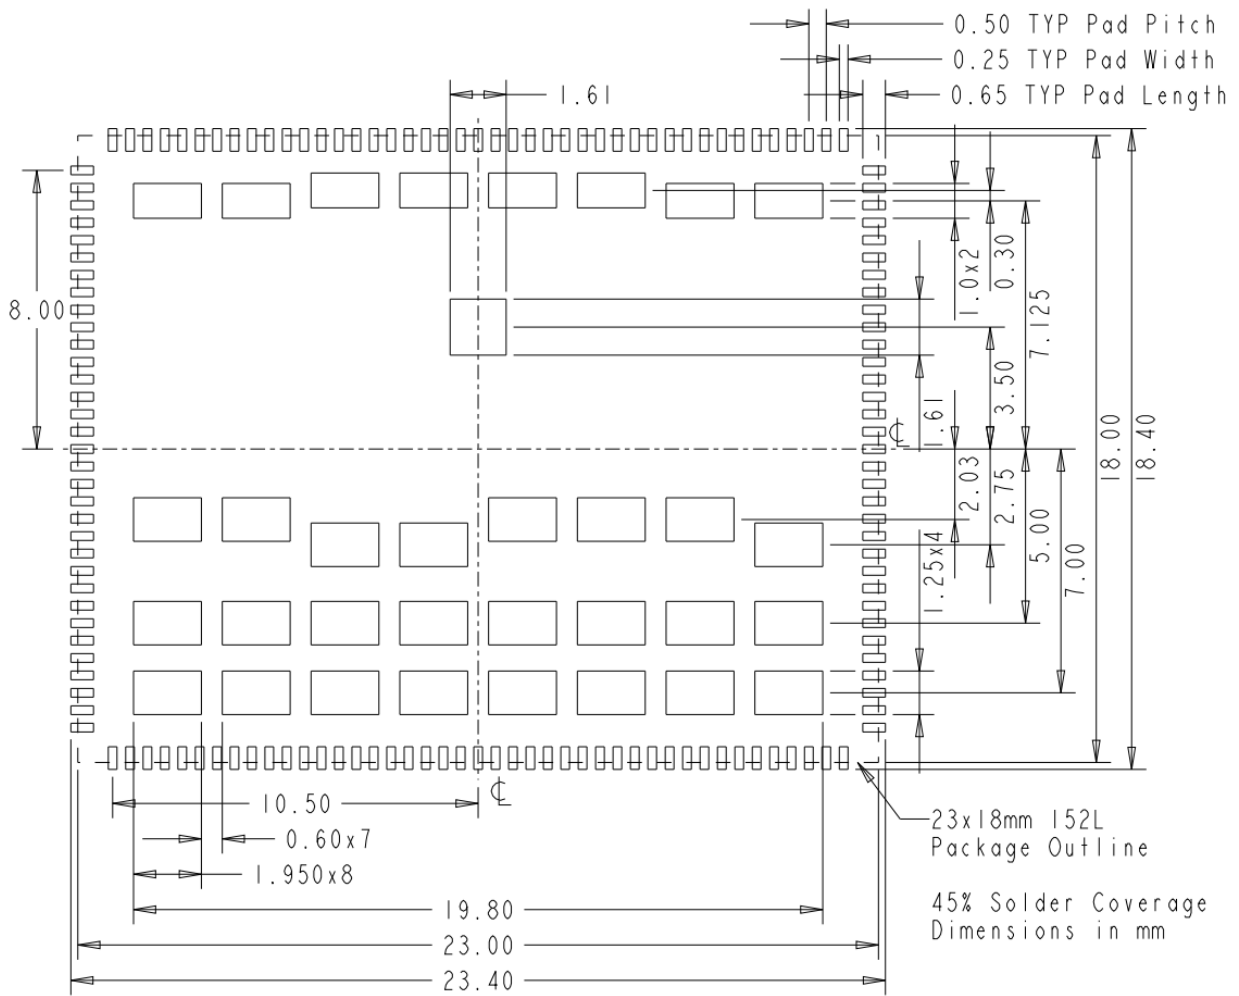 0.50 TYP Pad Pitch
0.25 TYP Pad Width
0.65 TYP Pad Length
1.61
8.00
1.0x2
0.30
7.125
3.50
1.61
℄
18.00
18.40
2.03
2.75
5.00
7.00
1.25x4
℄
10.50
0.60x7
1.950x8
19.80
23.00
23.40
23x18mm 152L
Package Outline
45% Solder Coverage
Dimensions in mm